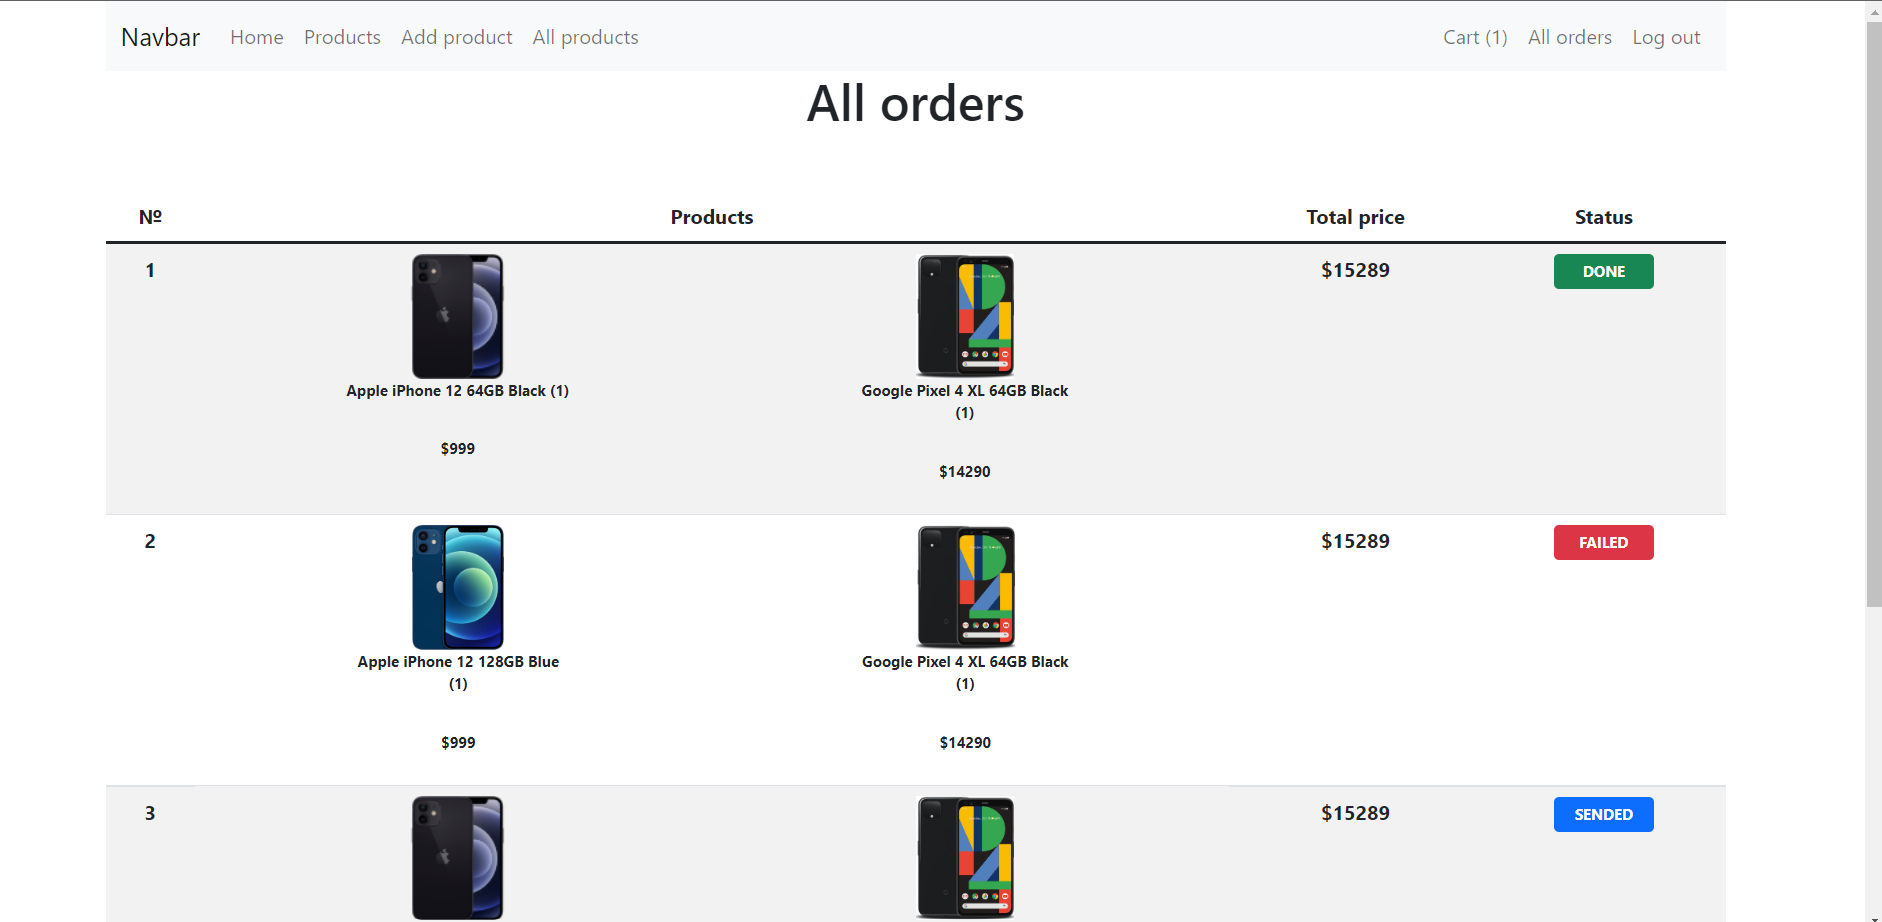 Navbar Home Products Add product All products Cart (1) All orders Log out
All orders
№ Products Total price Status
1 $15289 DONE
Apple iPhone 12 64GB Black (1) Google Pixel 4 XL 64GB Black
(1)
$999
$14290
2 $15289 FAILED
Apple iPhone 12 128GB Blue Google Pixel 4 XL 64GB Black
(1) (1)
$999 $14290
3 $15289 SENDED